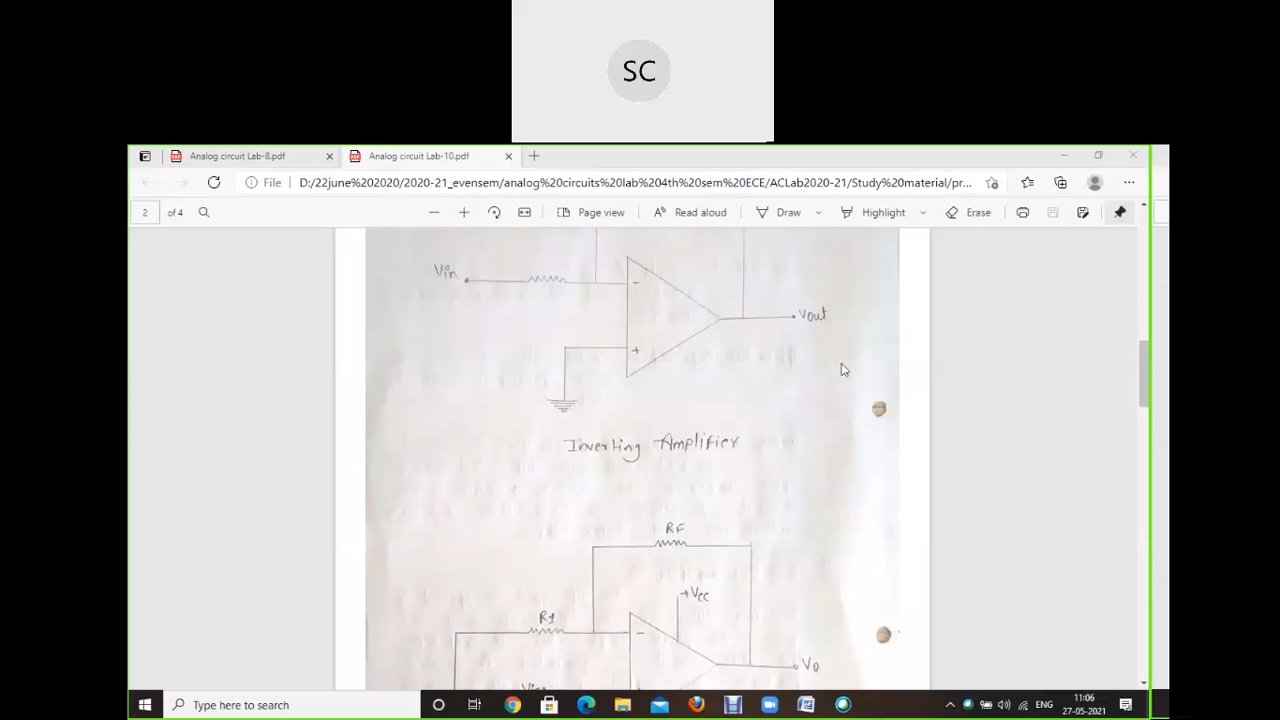 SC
Analog circuit Lab-8.pdf
Analog circuit Lab-10.pdf
File
D:/22june%202020/2020-21_evensem/analog%20circuits%20lab%204th%20sem%20ECE/ACLab2020-21/Study%20material/pr...
2 of 4
Page view
Read aloud
Draw
Highlight
Erase
Vin
-
Vout
+
Inverting Amplifier
RF
+Vcc
R1
-
Vo
Type here to search
ENG
11:06
27-05-2021